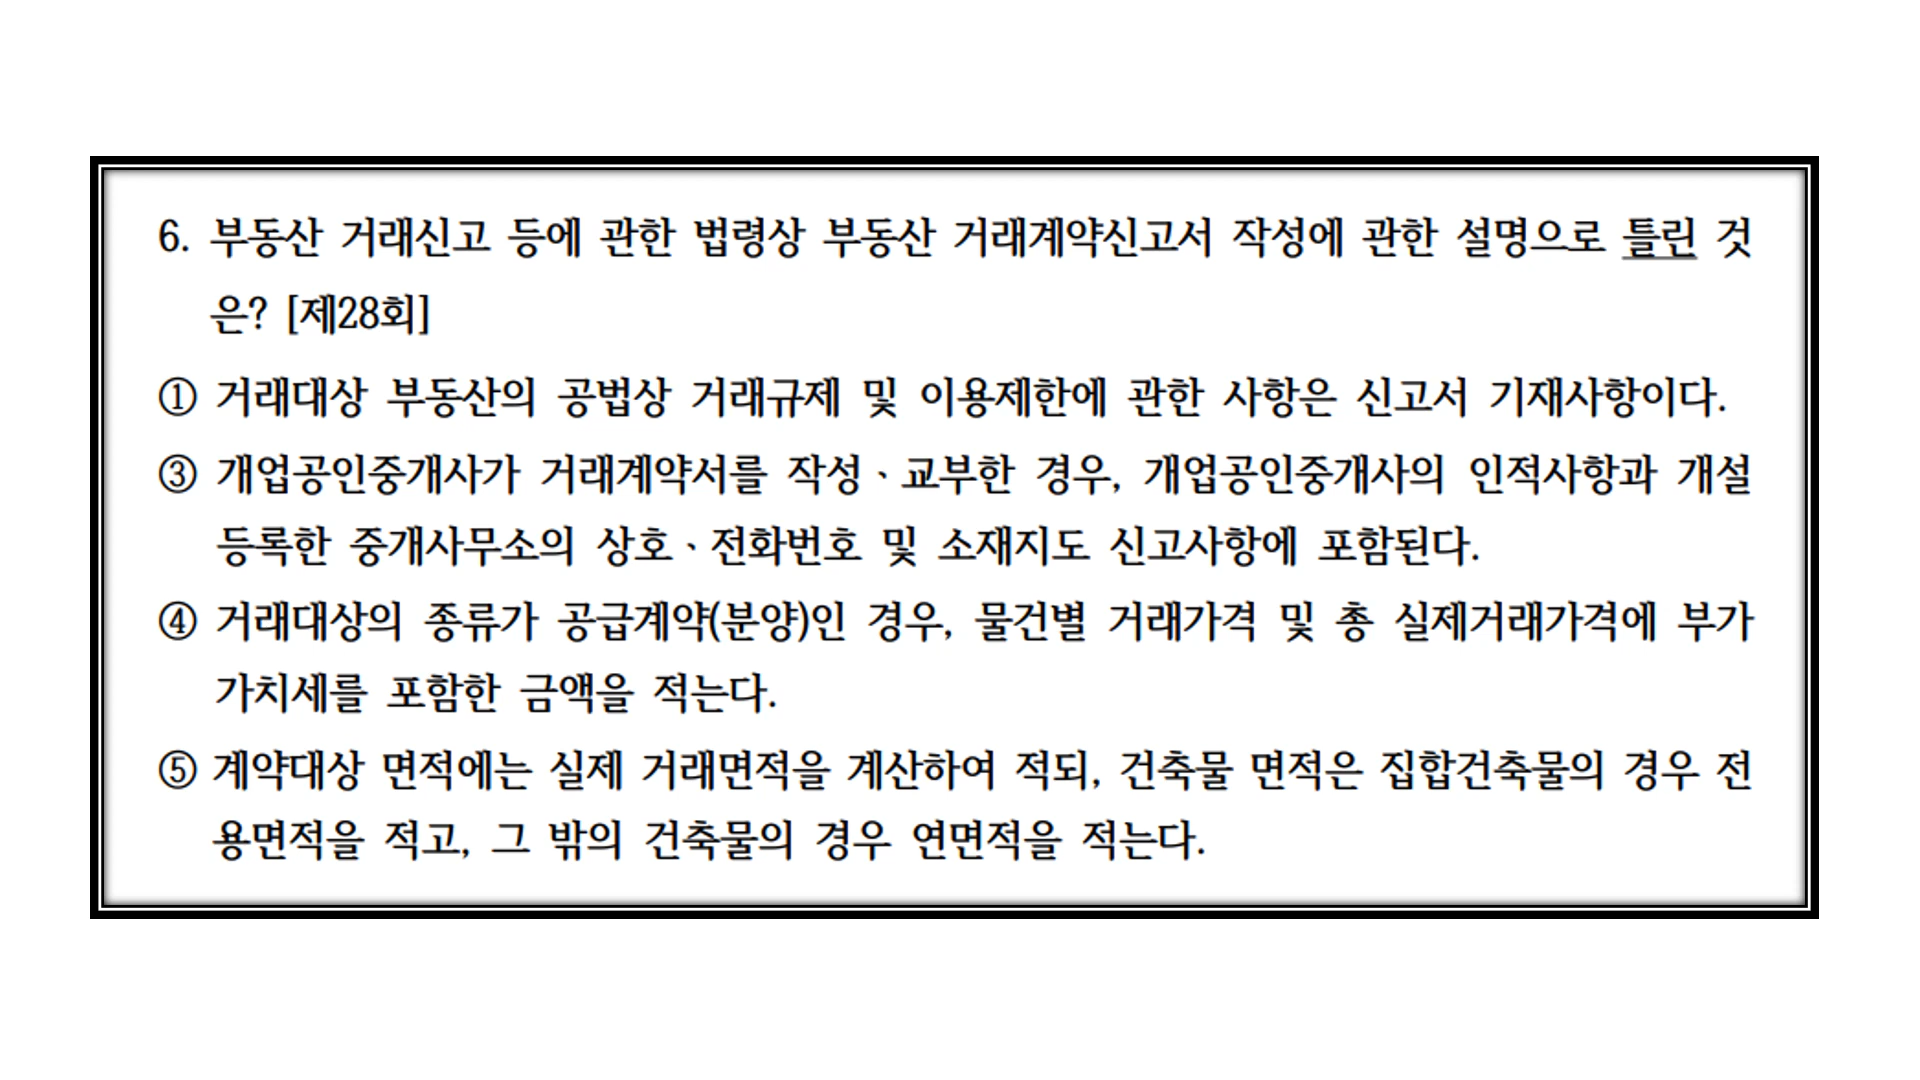 6. 부동산 거래신고 등에 관한 법령상 부동산 거래계약신고서 작성에 관한 설명으로 틀린 것
은? [제28회]
① 거래대상 부동산의 공법상 거래규제 및 이용제한에 관한 사항은 신고서 기재사항이다.
③ 개업공인중개사가 거래계약서를 작성、교부한 경우, 개업공인중개사의 인적사항과 개설
등록한 중개사무소의 상호、전화번호 및 소재지도 신고사항에 포함된다.
④ 거래대상의 종류가 공급계약(분양)인 경우, 물건별 거래가격 및 총 실제거래가격에 부가
가치세를 포함한 금액을 적는다.
⑤ 계약대상 면적에는 실제 거래면적을 계산하여 적되, 건축물 면적은 집합건축물의 경우 전
용면적을 적고, 그 밖의 건축물의 경우 연면적을 적는다.